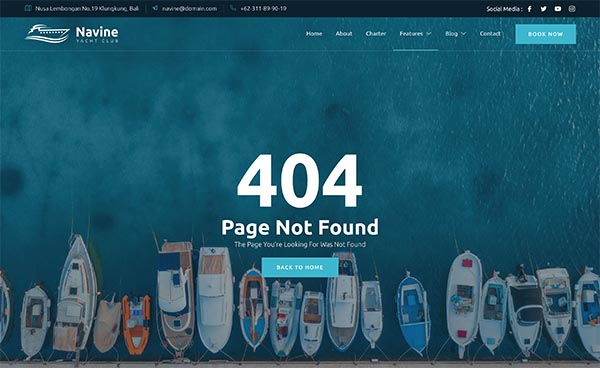 Nusa Lembongan No.19 Klungkung, Bali
navine@domain.com
+62-311-89-90-19
Social Media :
Navine
YACHT CLUB
Home
About
Charter
Features
Blog
Contact
BOOK NOW
404
Page Not Found
The Page You're Looking For Was Not Found
BACK TO HOME